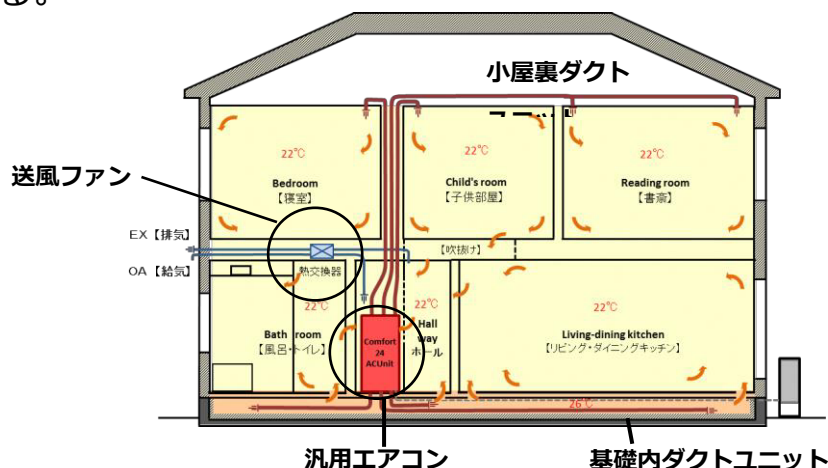 る。
小屋裏ダクト
22℃
Bedroom
【寝室】
22℃
Child's room
【子供部屋】
22℃
Reading room
【書斎】
送風ファン
EX【排気】
OA【給気】
熱交換器
【吹抜け】
22℃
Bath room
【風呂・トイレ】
Comfort
24
ACUnit
22℃
Hall
way
ホール
22℃
Living-dining kitchen
【リビング・ダイニングキッチン】
26℃
汎用エアコン
基礎内ダクトユニット